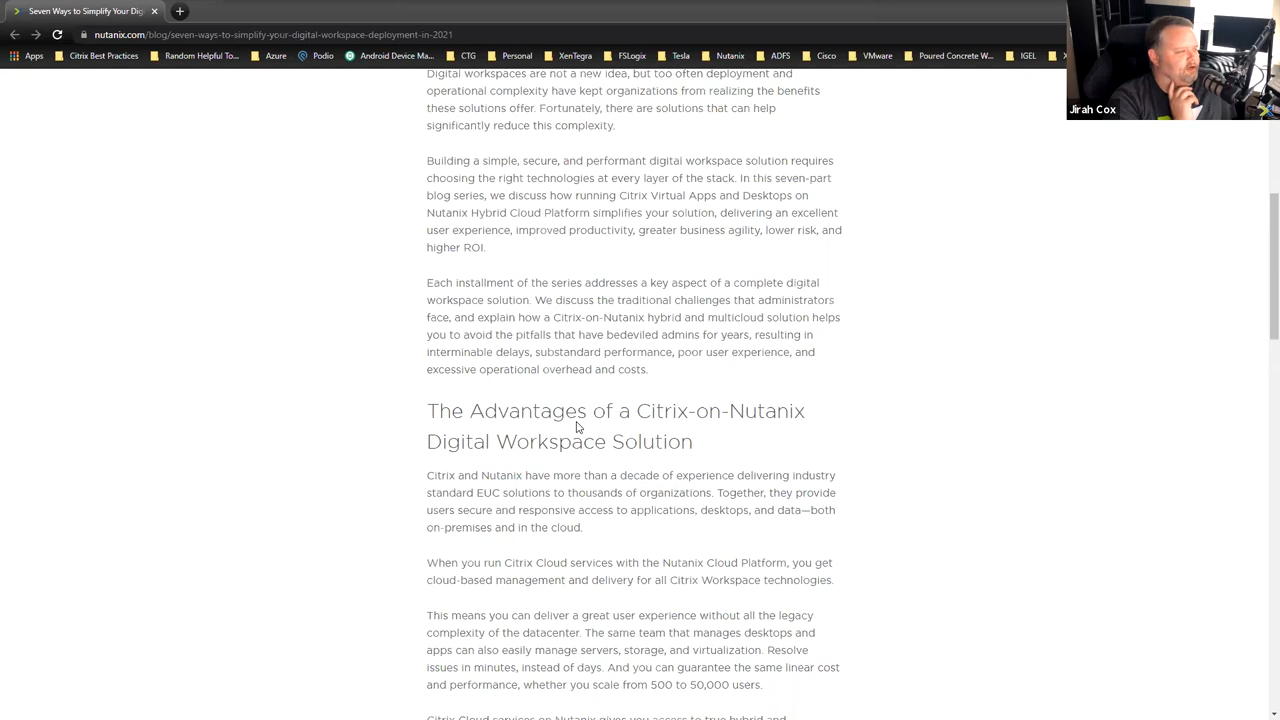 Seven Ways to Simplify Your Dig
nutanix.com/blog/seven-ways-to-simplify-your-digital-workspace-deployment-in-2021
Apps Citrix Best Practices Random Helpful To... Azure Podio Android Device Ma... CTG Personal XenTegra FSLogix Tesla Nutanix ADFS Cisco VMware Poured Concrete W... IGEL
Jirah Cox
Digital workspaces are not a new idea, but too often deployment and
operational complexity have kept organizations from realizing the benefits
these solutions offer. Fortunately, there are solutions that can help
significantly reduce this complexity.
Building a simple, secure, and performant digital workspace solution requires
choosing the right technologies at every layer of the stack. In this seven-part
blog series, we discuss how running Citrix Virtual Apps and Desktops on
Nutanix Hybrid Cloud Platform simplifies your solution, delivering an excellent
user experience, improved productivity, greater business agility, lower risk, and
higher ROI.
Each installment of the series addresses a key aspect of a complete digital
workspace solution. We discuss the traditional challenges that administrators
face, and explain how a Citrix-on-Nutanix hybrid and multicloud solution helps
you to avoid the pitfalls that have bedeviled admins for years, resulting in
interminable delays, substandard performance, poor user experience, and
excessive operational overhead and costs.
The Advantages of a Citrix-on-Nutanix
Digital Workspace Solution
Citrix and Nutanix have more than a decade of experience delivering industry
standard EUC solutions to thousands of organizations. Together, they provide
users secure and responsive access to applications, desktops, and data—both
on-premises and in the cloud.
When you run Citrix Cloud services with the Nutanix Cloud Platform, you get
cloud-based management and delivery for all Citrix Workspace technologies.
This means you can deliver a great user experience without all the legacy
complexity of the datacenter. The same team that manages desktops and
apps can also easily manage servers, storage, and virtualization. Resolve
issues in minutes, instead of days. And you can guarantee the same linear cost
and performance, whether you scale from 500 to 50,000 users.
Citrix Cloud services on Nutanix gives you access to true hybrid and